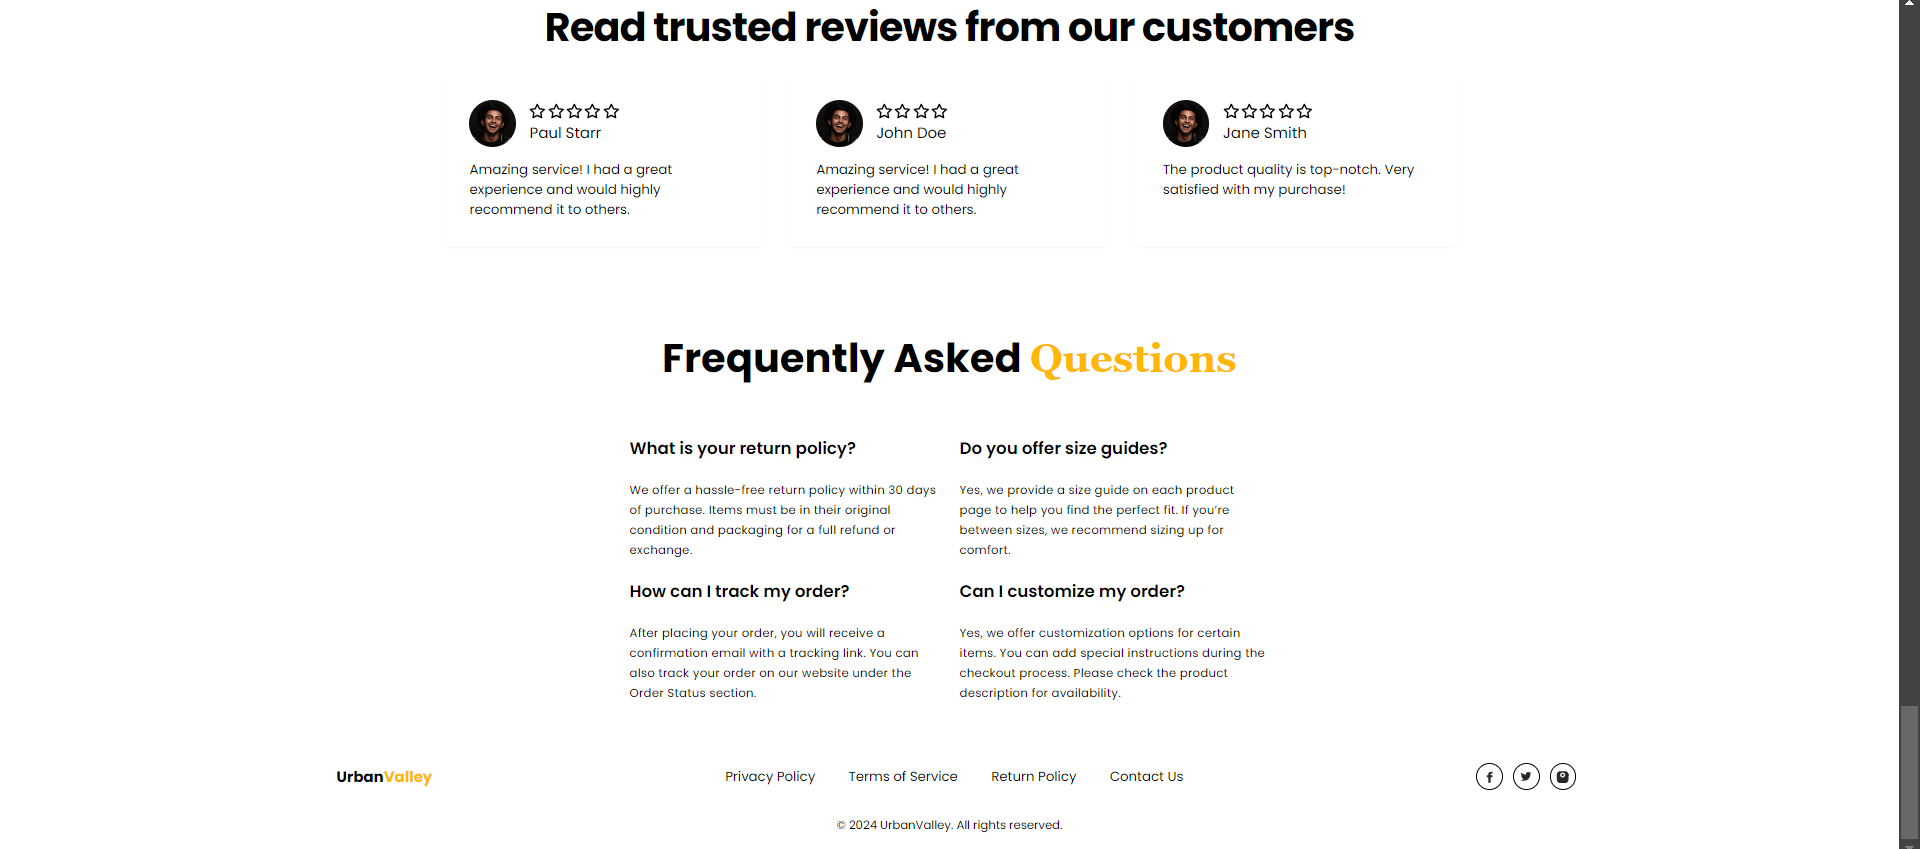 Read trusted reviews from our customers
Paul Starr
Amazing service! I had a great
experience and would highly
recommend it to others.
John Doe
Amazing service! I had a great
experience and would highly
recommend it to others.
Jane Smith
The product quality is top-notch. Very
satisfied with my purchase!
Frequently Asked Questions
What is your return policy?
We offer a hassle-free return policy within 30 days
of purchase. Items must be in their original
condition and packaging for a full refund or
exchange.
Do you offer size guides?
Yes, we provide a size guide on each product
page to help you find the perfect fit. If you’re
between sizes, we recommend sizing up for
comfort.
How can I track my order?
After placing your order, you will receive a
confirmation email with a tracking link. You can
also track your order on our website under the
Order Status section.
Can I customize my order?
Yes, we offer customization options for certain
items. You can add special instructions during the
checkout process. Please check the product
description for availability.
UrbanValley
Privacy Policy
Terms of Service
Return Policy
Contact Us
© 2024 UrbanValley. All rights reserved.